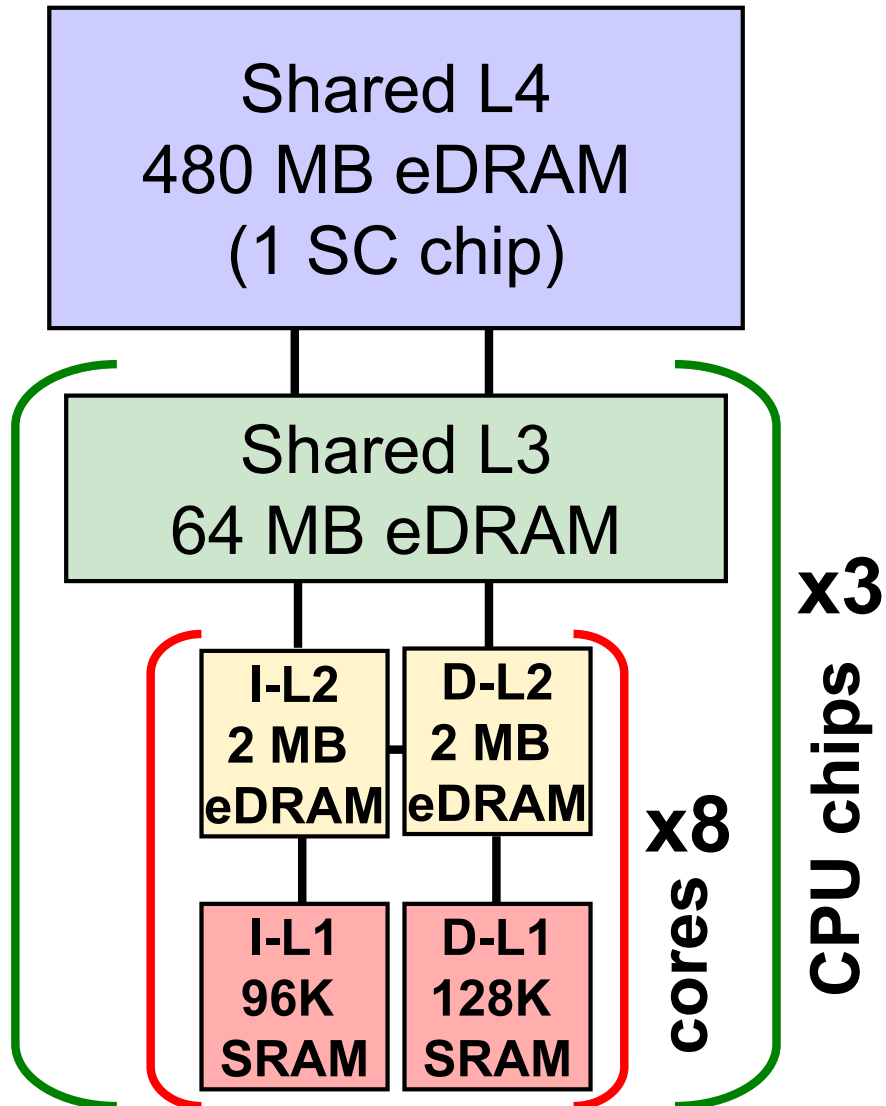 Shared L4
480 MB eDRAM
(1 SC chip)
Shared L3
64 MB eDRAM
I-L2
2 MB
eDRAM
D-L2
2 MB
eDRAM
I-L1
96K
SRAM
D-L1
128K
SRAM
x8
cores
x3
CPU chips